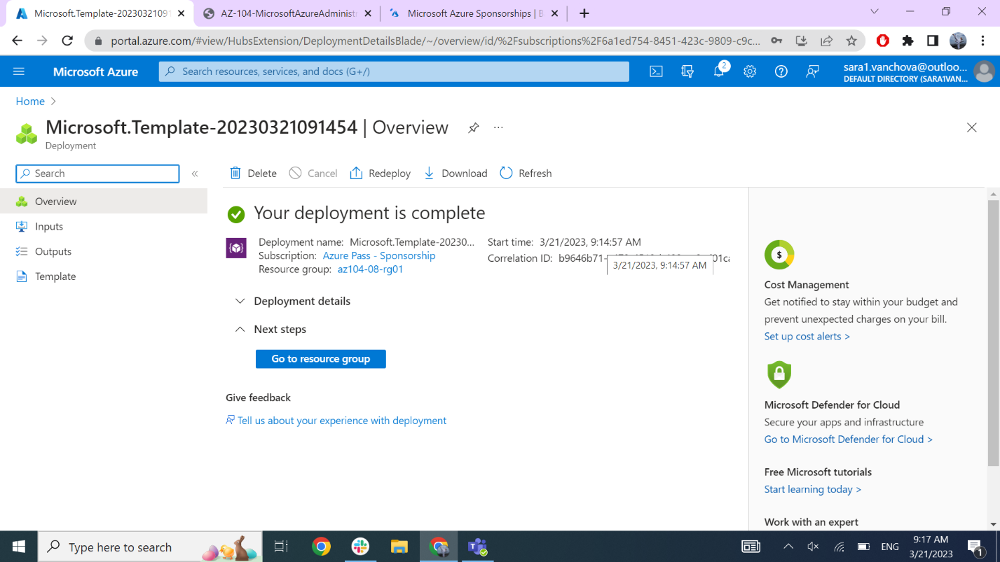 Microsoft.Template-20230321091
AZ-104-MicrosoftAzureAdminist
Microsoft Azure Sponsorships | B
portal.azure.com/#view/HubsExtension/DeploymentDetailsBlade/~/overview/id/%2Fsubscriptions%2F6a1ed754-8451-423c-9809-c9c...
Microsoft Azure
Search resources, services, and docs (G+/)
2
sara1.vanchova@outloo...
DEFAULT DIRECTORY (SARA1VAN...
Home >
Microsoft.Template-20230321091454 | Overview
Deployment
Search
Delete
Cancel
Redeploy
Download
Refresh
Overview
Inputs
Outputs
Template
Your deployment is complete
Deployment name: Microsoft.Template-20230...
Subscription: Azure Pass - Sponsorship
Resource group: az104-08-rg01
Start time: 3/21/2023, 9:14:57 AM
Correlation ID: b9646b71-
3/21/2023, 9:14:57 AM
Deployment details
Next steps
Go to resource group
Give feedback
Tell us about your experience with deployment
Cost Management
Get notified to stay within your budget and
prevent unexpected charges on your bill.
Set up cost alerts >
Microsoft Defender for Cloud
Secure your apps and infrastructure
Go to Microsoft Defender for Cloud >
Free Microsoft tutorials
Start learning today >
Work with an expert
Type here to search
ENG
9:17 AM
3/21/2023
1